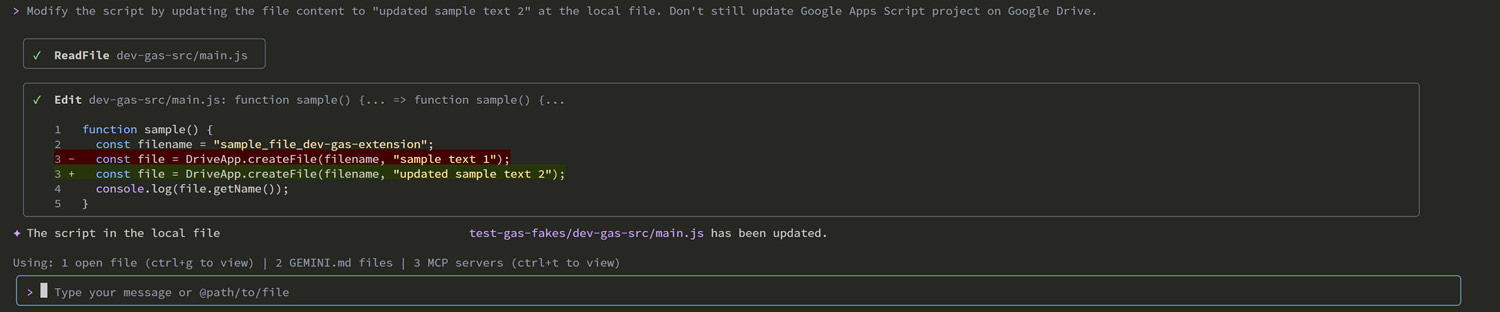 > Modify the script by updating the file content to "updated sample text 2" at the local file. Don't still update Google Apps Script project on Google Drive.
✓ ReadFile dev-gas-src/main.js
✓ Edit dev-gas-src/main.js: function sample() {... => function sample() {...
1 function sample() {
2 const filename = "sample_file_dev-gas-extension";
3 - const file = DriveApp.createFile(filename, "sample text 1");
3 + const file = DriveApp.createFile(filename, "updated sample text 2");
4 console.log(file.getName());
5 }
✦ The script in the local file test-gas-fakes/dev-gas-src/main.js has been updated.
Using: 1 open file (ctrl+g to view) | 2 GEMINI.md files | 3 MCP servers (ctrl+t to view)
> Type your message or @path/to/file